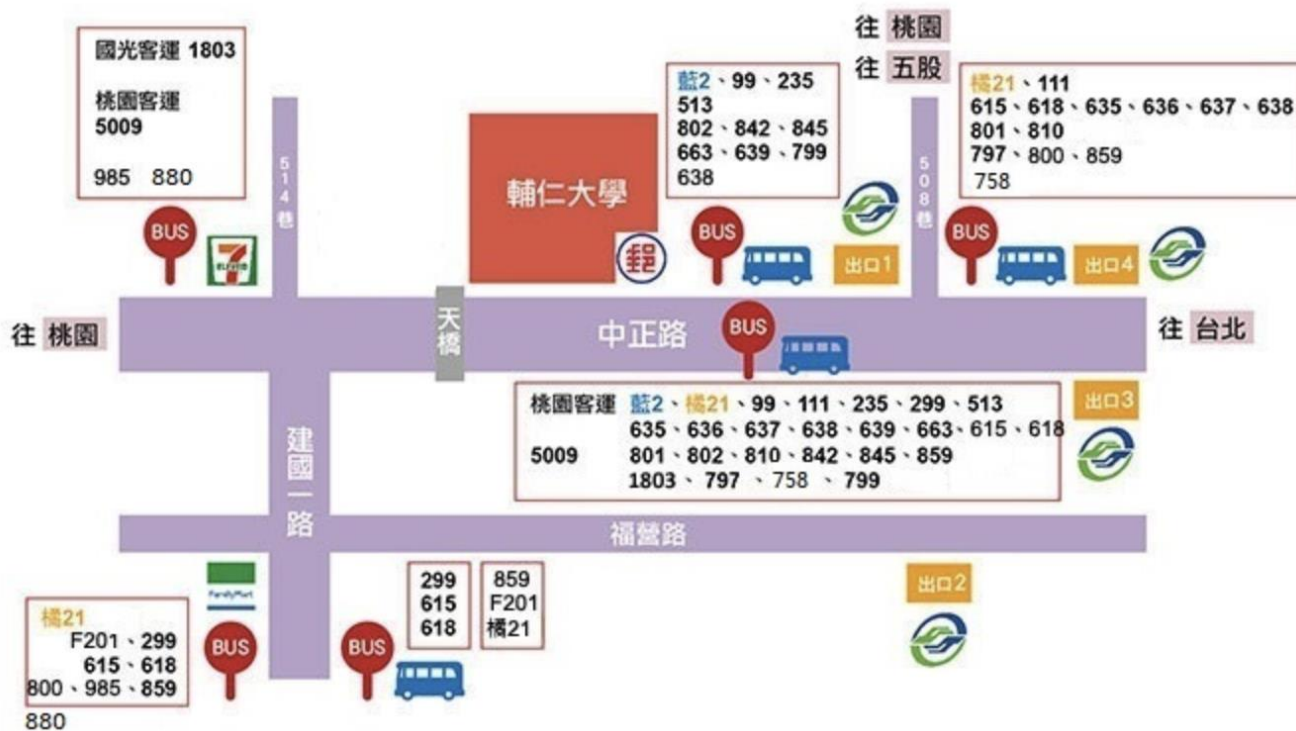 國光客運 1803
桃園客運
5009
985 880
BUS
7
ELEVEN
514巷
輔仁大學
郵
藍2、99、235
513
802、842、845
663、639、799
638
BUS
出口1
往 桃園
往 五股
508巷
橘21、111
615、618、635、636、637、638
801、810
797、800、859
758
BUS
出口4
往 桃園
天橋
中正路
BUS
往 台北
桃園客運 藍2、橘21、99、111、235、299、513
635、636、637、638、639、663、615、618
5009 801、802、810、842、845、859
1803、797、758、799
出口3
建國一路
福營路
FamilyMart
橘21
F201、299
615、618
800、985、859
880
BUS
BUS
299
615
618
859
F201
橘21
出口2